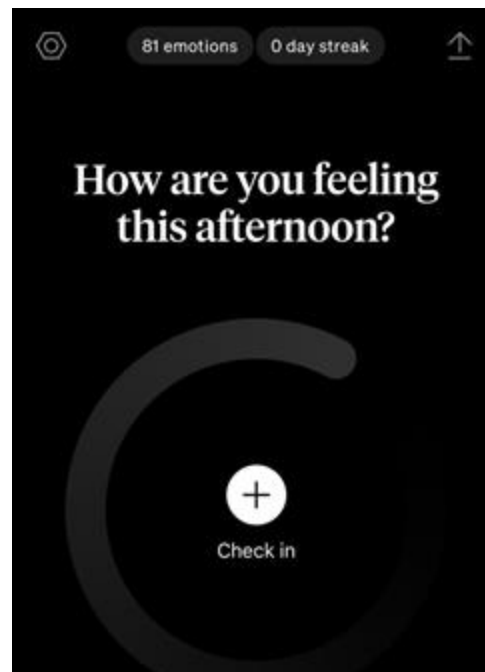 81 emotions 0 day streak
How are you feeling
this afternoon?
Check in